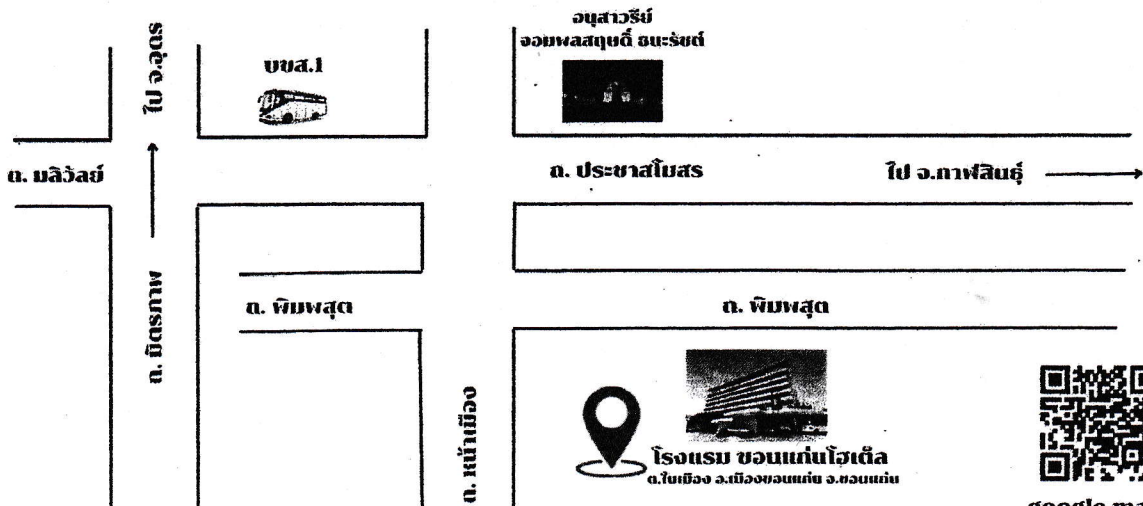 อนุสาวรีย์
จอมพลสฤษดิ์ ธนะรัชต์
บขส.1
ไป จ.อุดร
ถ. มลิวัลย์
ถ. ประชาสโมสร
ไป จ.กาฬสินธุ์
ถ. มิตรภาพ
ถ. พิมพสุต
ถ. พิมพสุต
ถ. หน้าเมือง
โรงแรม ขอนแก่นโฮเต็ล
ต.ในเมือง อ.เมืองขอนแก่น จ.ขอนแก่น